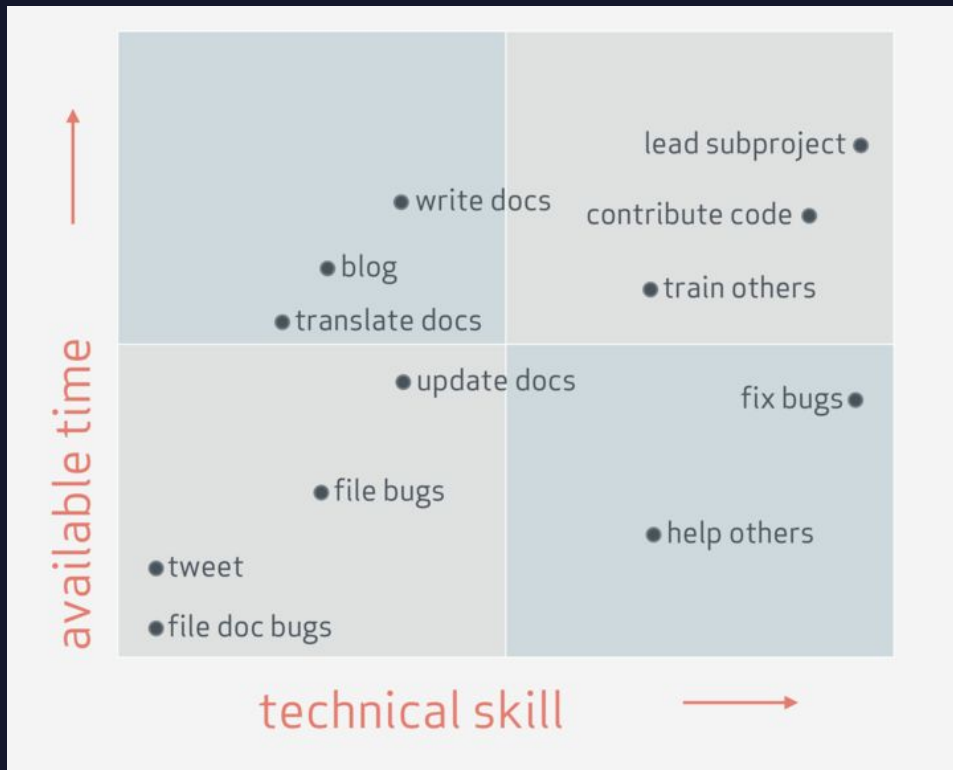 lead subproject
write docs
contribute code
blog
train others
translate docs
update docs
fix bugs
file bugs
help others
tweet
file doc bugs
available time
technical skill